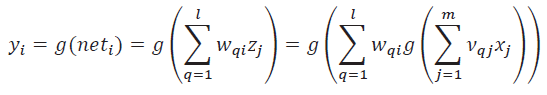 $y_i = g(net_i) = g\left(\sum_{q=1}^{l} w_{qi} z_j\right) = g\left(\sum_{q=1}^{l} w_{qi} g\left(\sum_{j=1}^{m} v_{qj} x_j\right)\right)$